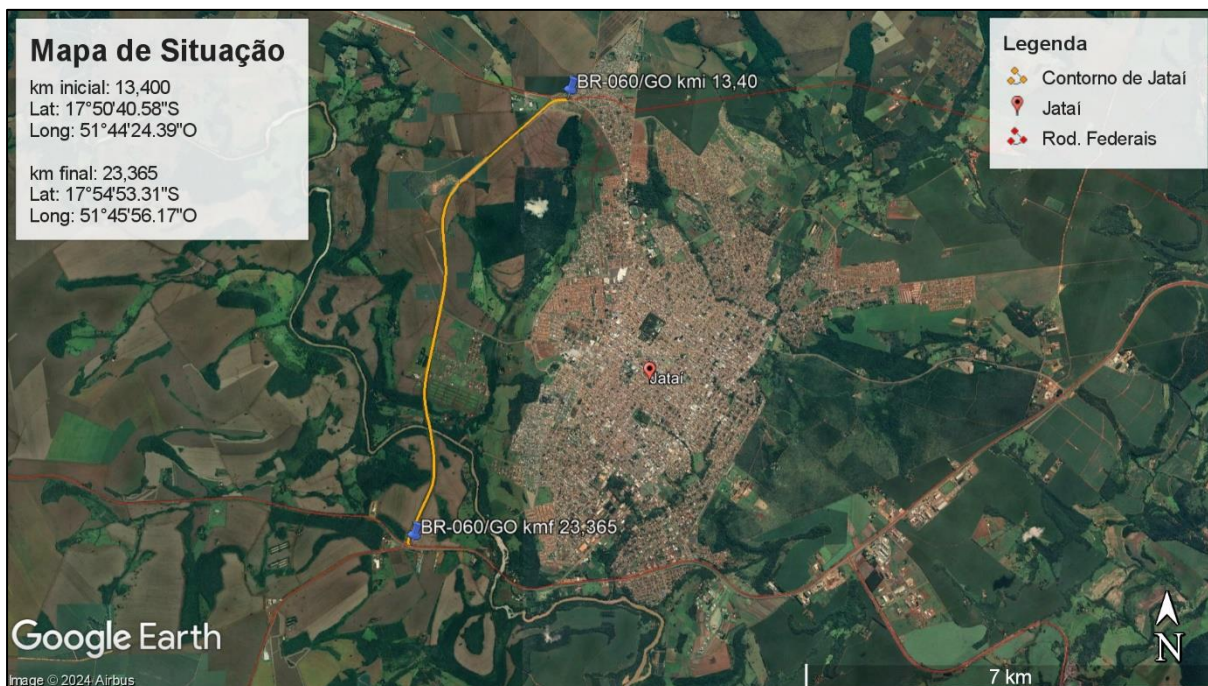 Mapa de Situação
km inicial: 13,400
Lat: 17°50'40.58"S
Long: 51°44'24.39"O
km final: 23,365
Lat: 17°54'53.31"S
Long: 51°45'56.17"O
Legenda
Contorno de Jataí
Jataí
Rod. Federais
BR-060/GO kmi 13,40
Jataí
BR-060/GO kmf 23,365
Google Earth
Image © 2024 Airbus
7 km
N